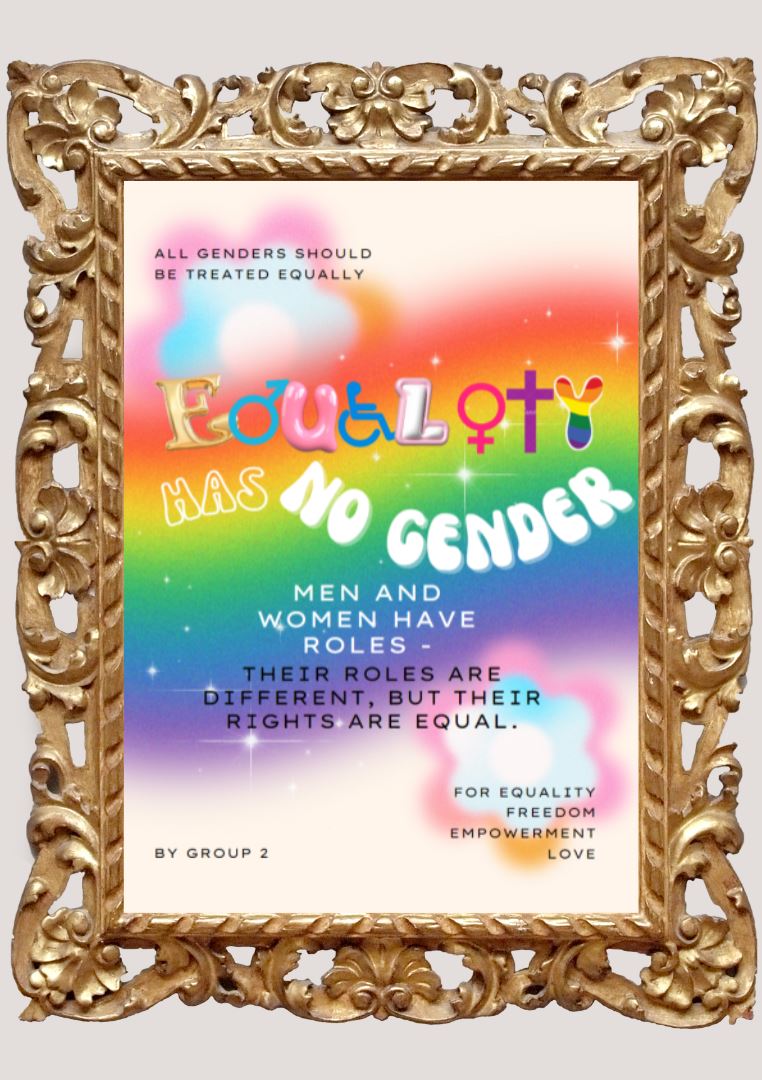 ALL GENDERS SHOULD
BE TREATED EQUALLY
EQUALITY
HAS NO GENDER
MEN AND
WOMEN HAVE
ROLES -
THEIR ROLES ARE
DIFFERENT, BUT THEIR
RIGHTS ARE EQUAL.
FOR EQUALITY
FREEDOM
EMPOWERMENT
LOVE
BY GROUP 2